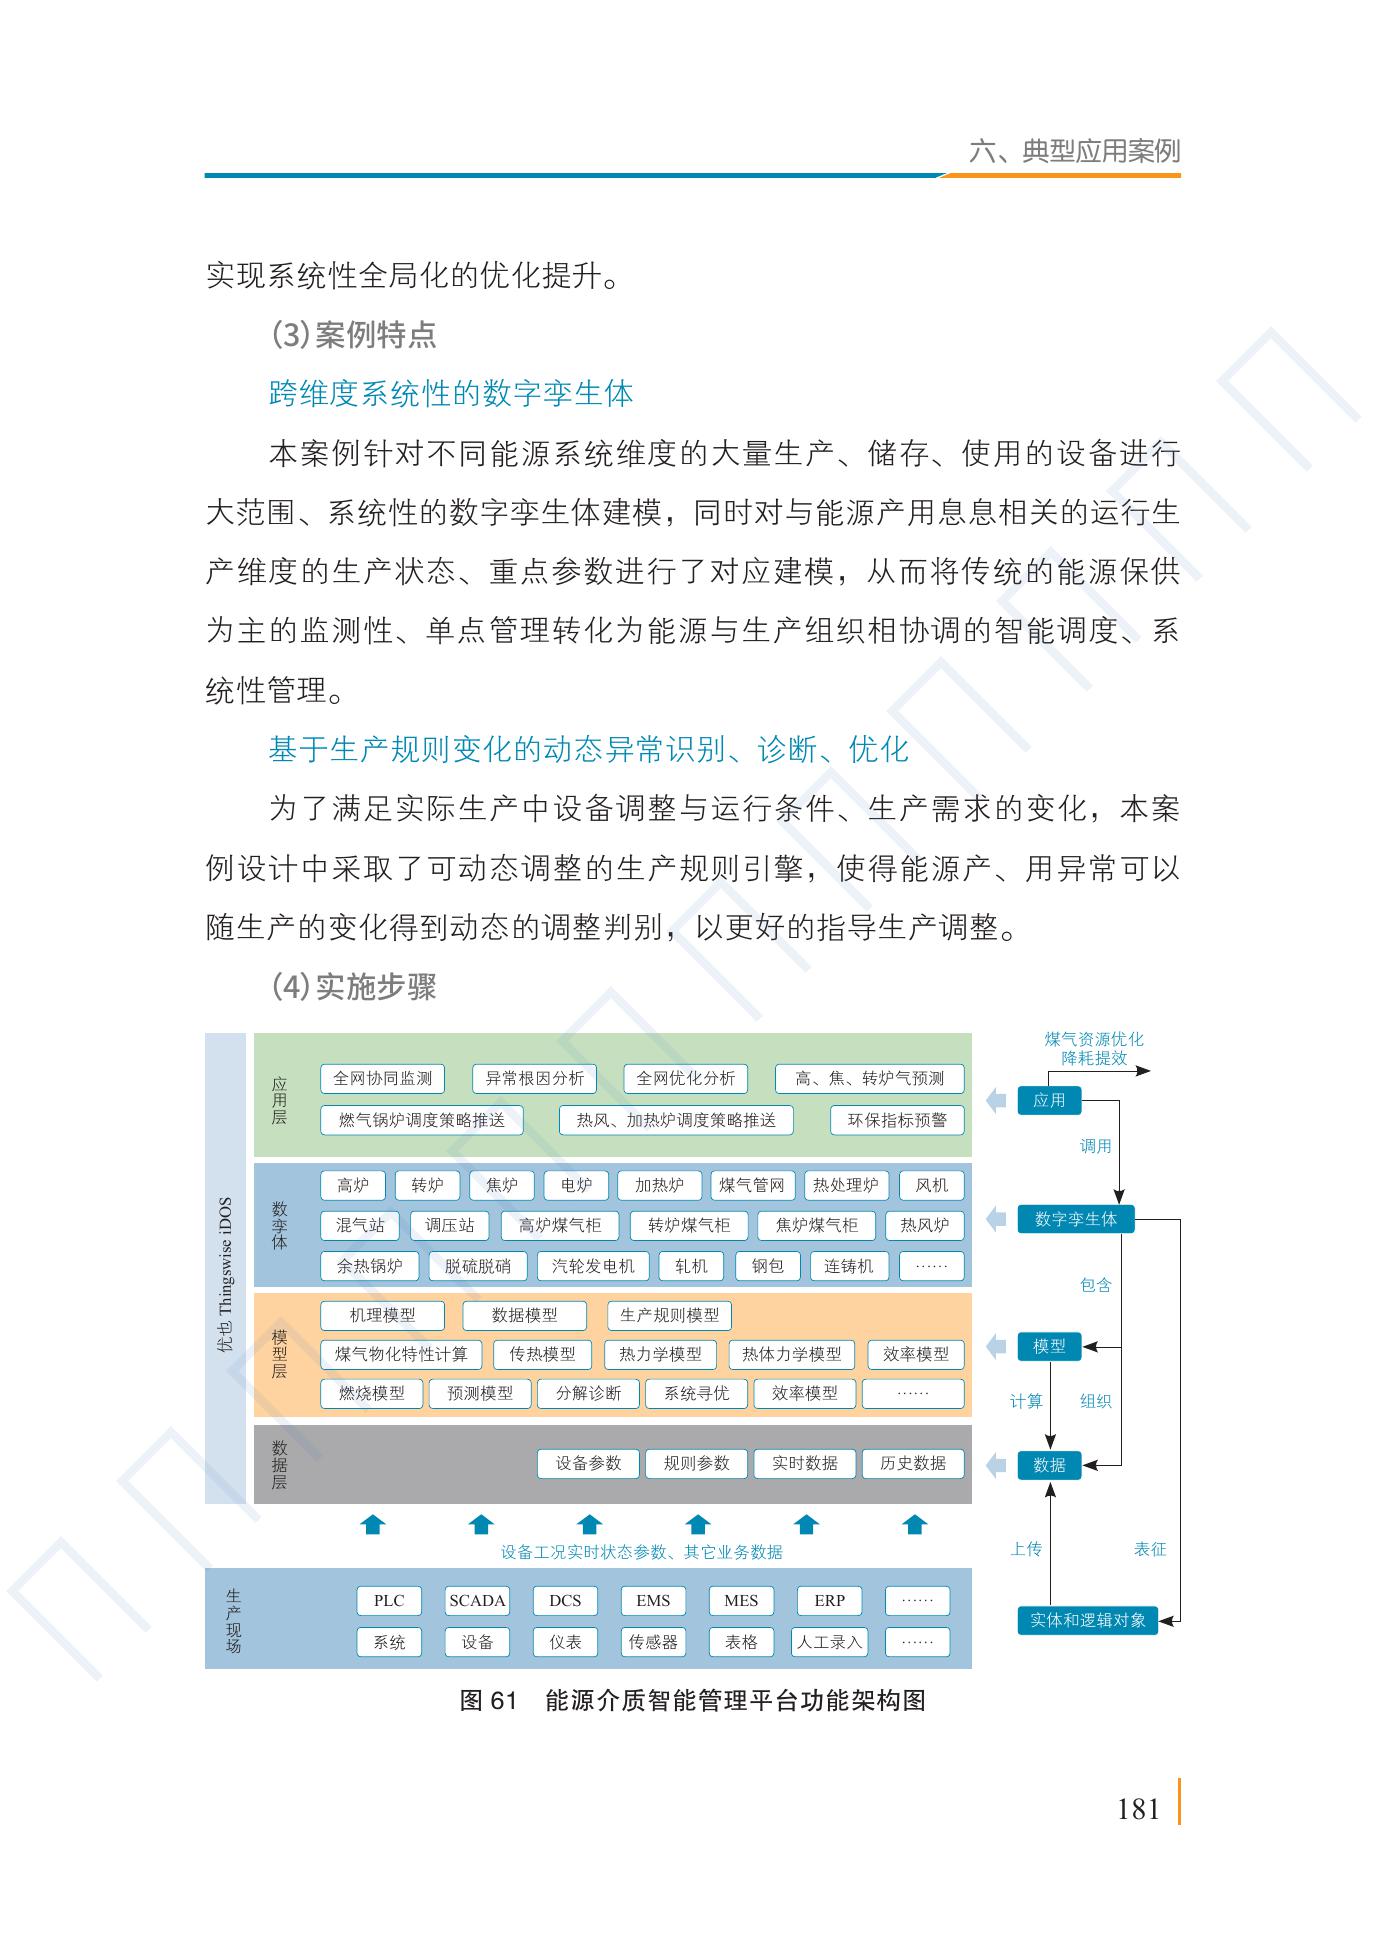 六、典型应用案例
实现系统性全局化的优化提升。
（3）案例特点
跨维度系统性的数字孪生体
本案例针对不同能源系统维度的大量生产、储存、使用的设备进行
大范围、系统性的数字孪生体建模，同时对与能源产用息息相关的运行生
产维度的生产状态、重点参数进行了对应建模，从而将传统的能源保供
为主的监测性、单点管理转化为能源与生产组织相协调的智能调度、系
统性管理。
基于生产规则变化的动态异常识别、诊断、优化
为了满足实际生产中设备调整与运行条件、生产需求的变化，本案
例设计中采取了可动态调整的生产规则引擎，使得能源产、用异常可以
随生产的变化得到动态的调整判别，以更好的指导生产调整。
（4）实施步骤
优也 Thingswise iDOS
应用层
全网协同监测 异常根因分析 全网优化分析 高、焦、转炉气预测
燃气锅炉调度策略推送 热风、加热炉调度策略推送 环保指标预警
数孪体
高炉 转炉 焦炉 电炉 加热炉 煤气管网 热处理炉 风机
混气站 调压站 高炉煤气柜 转炉煤气柜 焦炉煤气柜 热风炉
余热锅炉 脱硫脱硝 汽轮发电机 轧机 钢包 连铸机 ……
模型层
机理模型 数据模型 生产规则模型
煤气物化特性计算 传热模型 热力学模型 热体力学模型 效率模型
燃烧模型 预测模型 分解诊断 系统寻优 效率模型 ……
数据层
设备参数 规则参数 实时数据 历史数据
设备工况实时状态参数、其它业务数据
生产现场
PLC SCADA DCS EMS MES ERP ……
系统 设备 仪表 传感器 表格 人工录入 ……
煤气资源优化
降耗提效
应用
调用
数字孪生体
包含
模型
计算 组织
数据
上传 表征
实体和逻辑对象
图 61 能源介质智能管理平台功能架构图
181